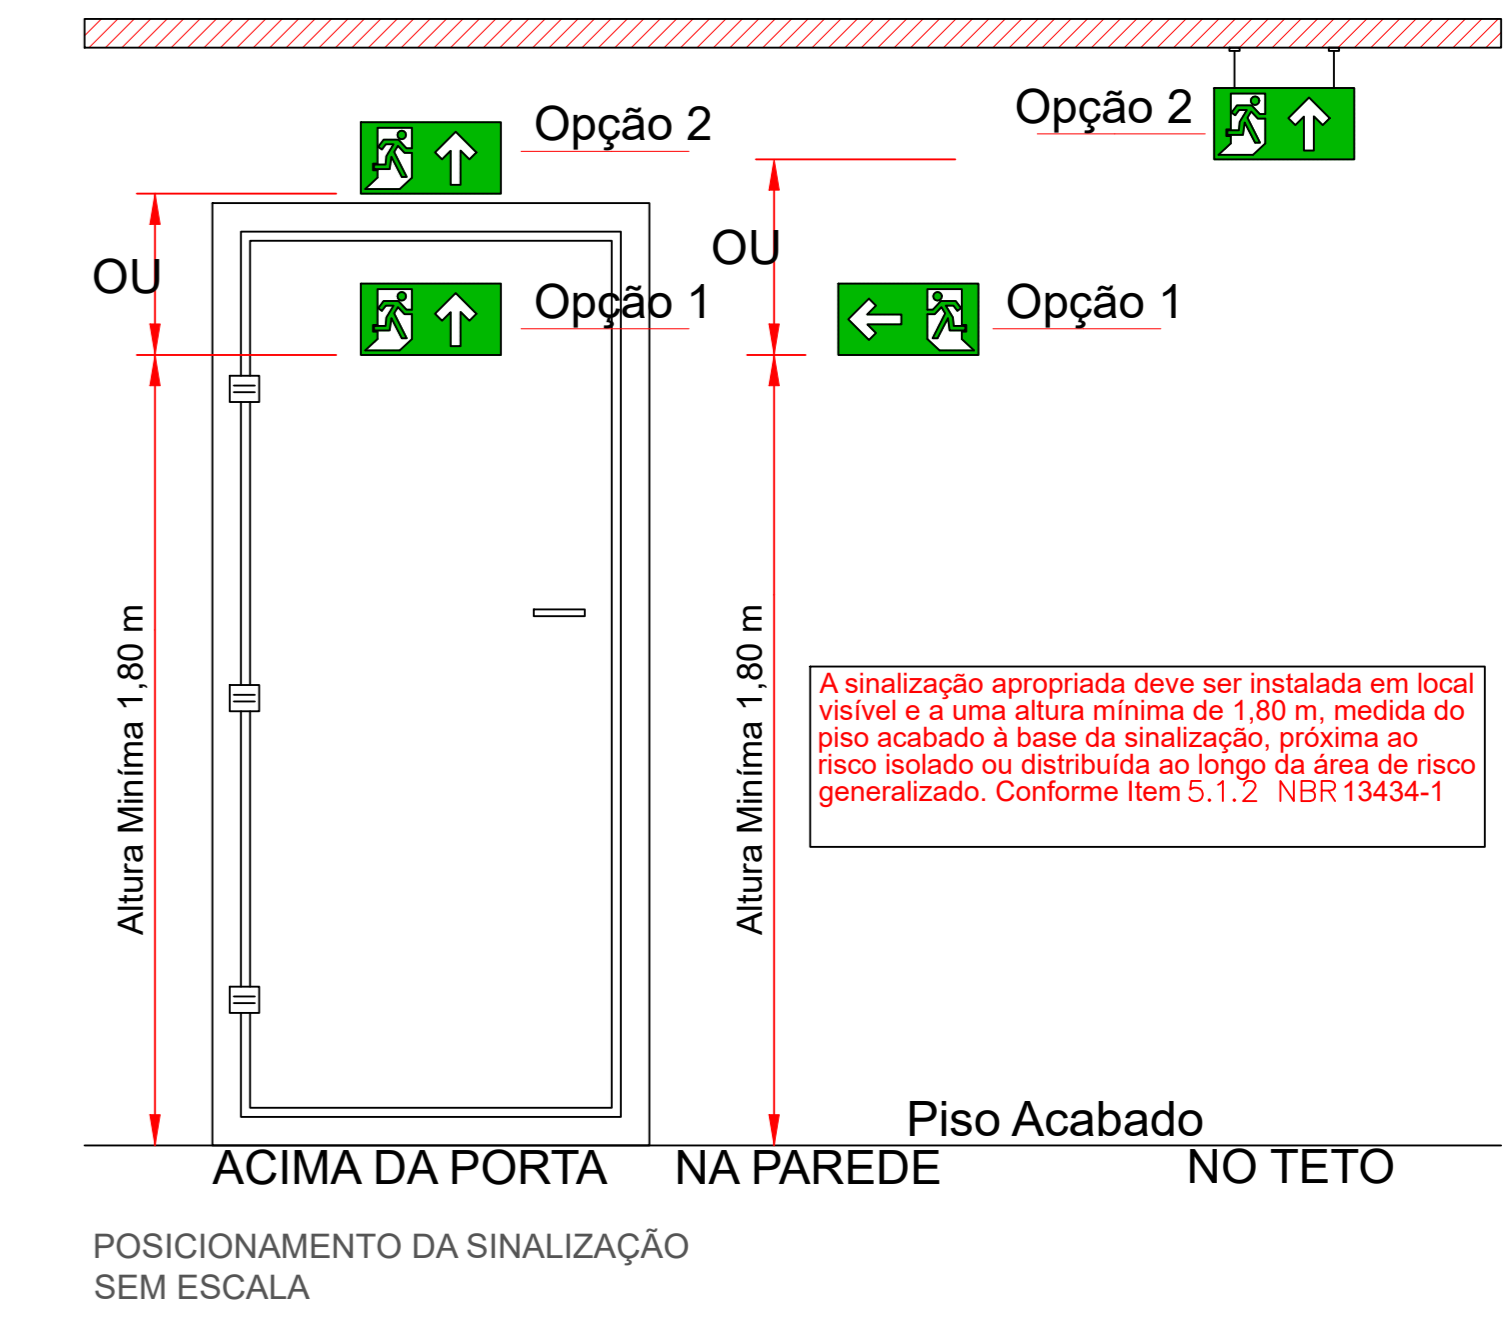 Opção 2
Opção 2
OU
OU
Opção 1
Opção 1
Altura Miníma 1,80 m
Altura Miníma 1,80 m
A sinalização apropriada deve ser instalada em local
visível e a uma altura mínima de 1,80 m, medida do
piso acabado à base da sinalização, próxima ao
risco isolado ou distribuída ao longo da área de risco
generalizado. Conforme Item 5.1.2 NBR 13434-1
Piso Acabado
ACIMA DA PORTA
NA PAREDE
NO TETO
POSICIONAMENTO DA SINALIZAÇÃO
SEM ESCALA